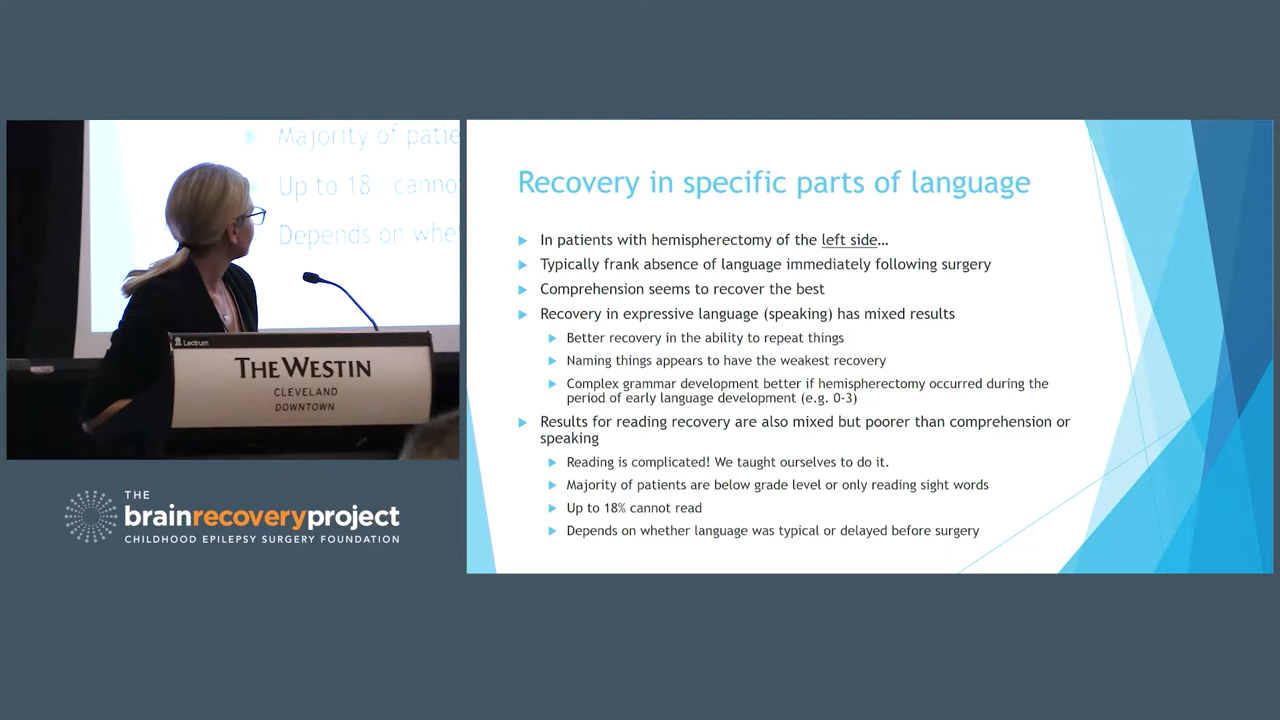 Majority of patie
Up to 18% cannot
Depends on whe
Lectrum
THE WESTIN
CLEVELAND
DOWNTOWN
THE
brainrecoveryproject
CHILDHOOD EPILEPSY SURGERY FOUNDATION
Recovery in specific parts of language
In patients with hemispherectomy of the left side…
Typically frank absence of language immediately following surgery
Comprehension seems to recover the best
Recovery in expressive language (speaking) has mixed results
Better recovery in the ability to repeat things
Naming things appears to have the weakest recovery
Complex grammar development better if hemispherectomy occurred during the
period of early language development (e.g. 0-3)
Results for reading recovery are also mixed but poorer than comprehension or
speaking
Reading is complicated! We taught ourselves to do it.
Majority of patients are below grade level or only reading sight words
Up to 18% cannot read
Depends on whether language was typical or delayed before surgery